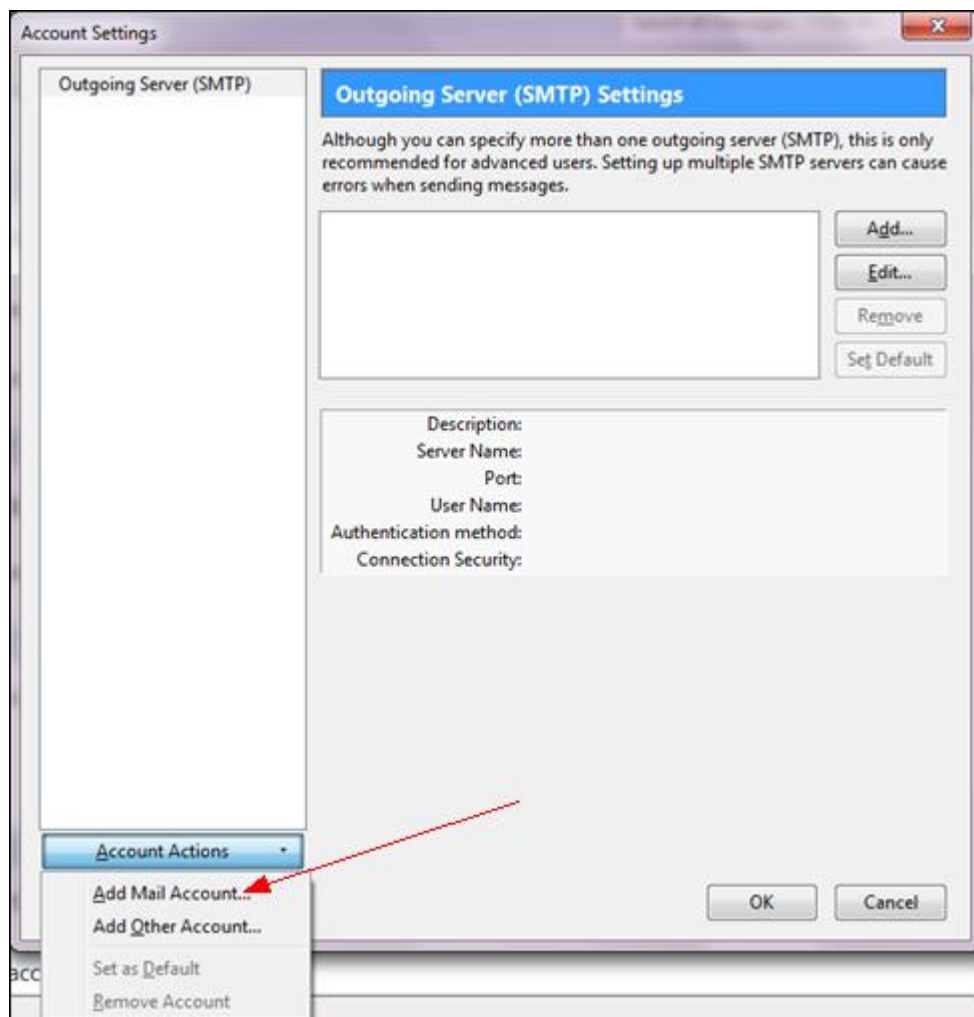 Account Settings
Outgoing Server (SMTP)
Outgoing Server (SMTP) Settings
Although you can specify more than one outgoing server (SMTP), this is only
recommended for advanced users. Setting up multiple SMTP servers can cause
errors when sending messages.
Add...
Edit...
Remove
Set Default
Description:
Server Name:
Port:
User Name:
Authentication method:
Connection Security:
Account Actions
Add Mail Account...
Add Other Account...
Set as Default
Remove Account
OK
Cancel
acc